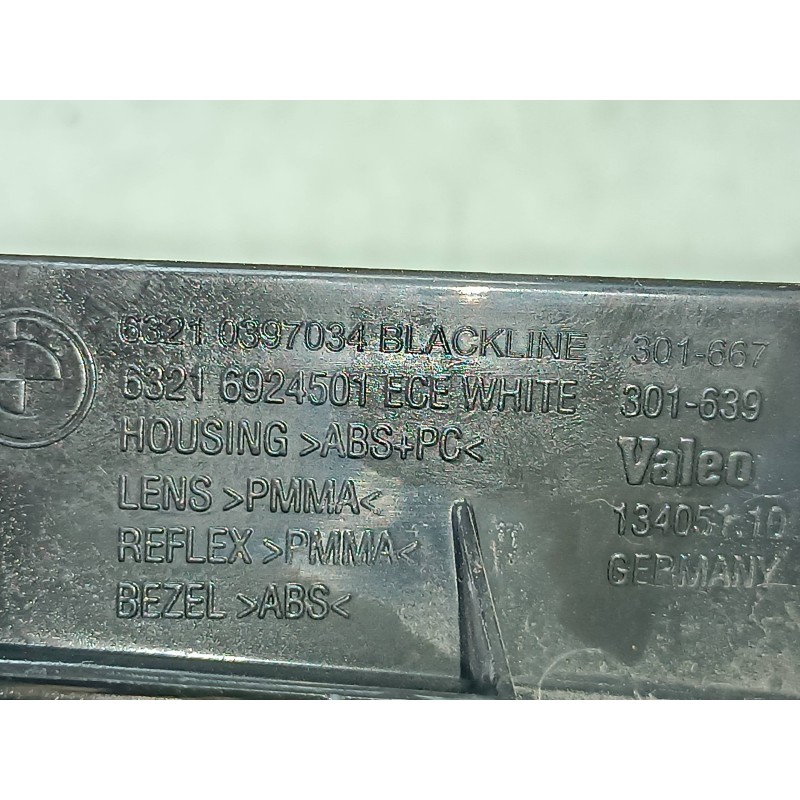 6321 0397034 BLACKLINE 301-667
6321 6924501 ECE WHITE 301-639
HOUSING >ABS+PC< Valeo
LENS >PMMA< 134051.10
REFLEX >PMMA< GERMANY
BEZEL >ABS<